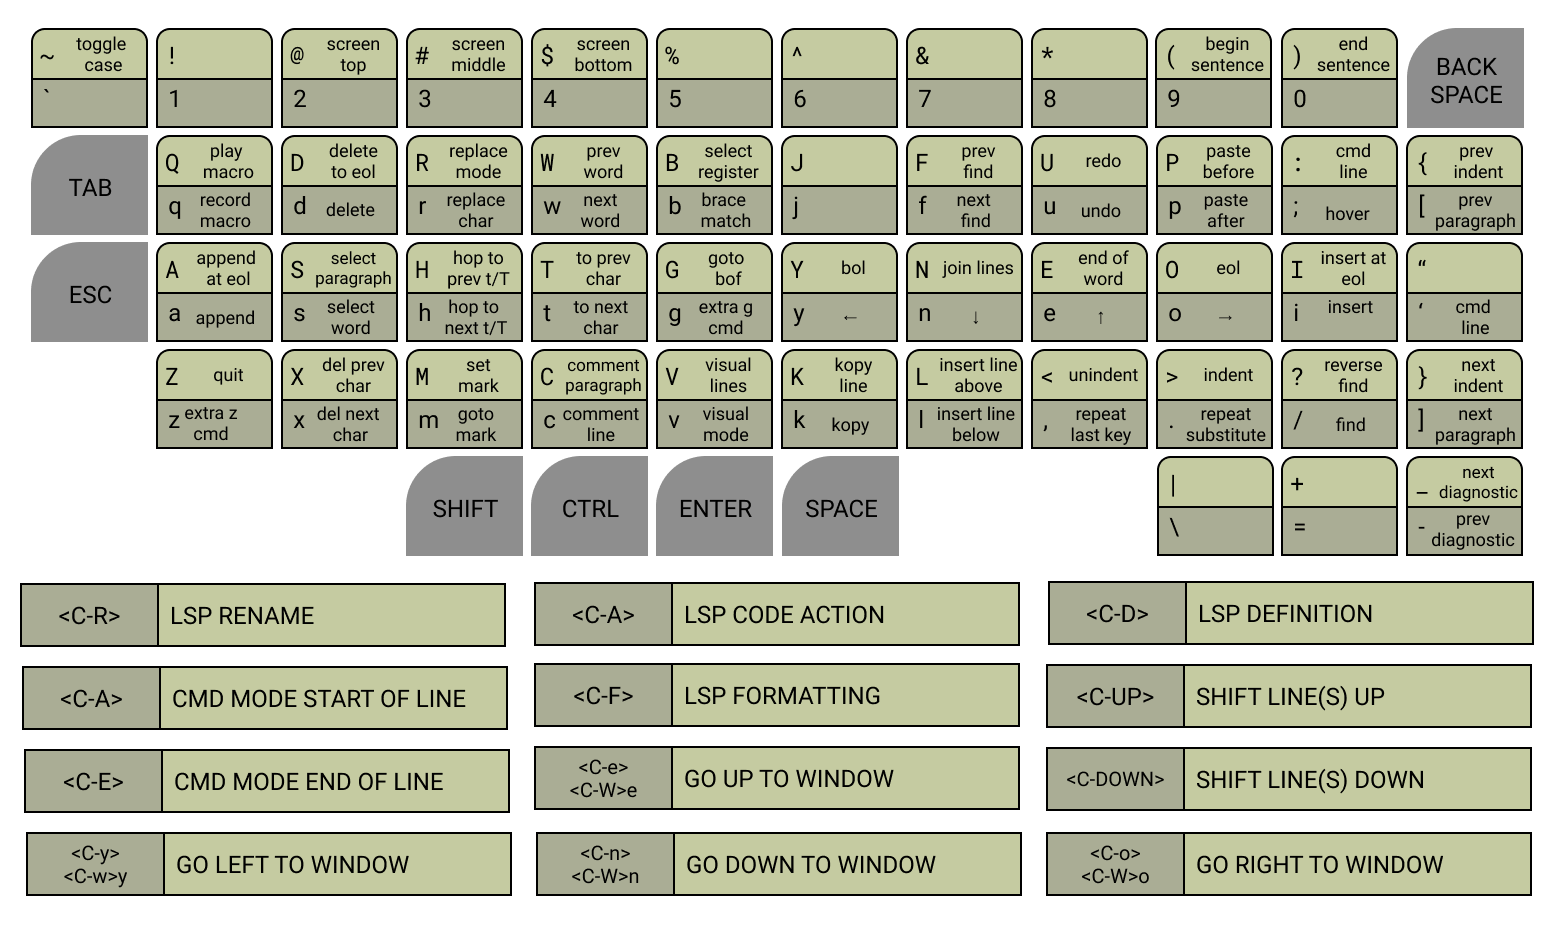 ~ toggle case
`
!
1
@ screen top
2
# screen middle
3
$ screen bottom
4
%
5
^
6
&
7
*
8
( begin sentence
9
) end sentence
0
BACK SPACE
TAB
Q play macro
q record macro
D delete to eol
d delete
R replace mode
r replace char
W prev word
w next word
B select register
b brace match
J
j
F prev find
f next find
U redo
u undo
P paste before
p paste after
: cmd line
; hover
{ prev indent
[ prev paragraph
ESC
A append at eol
a append
S select paragraph
s select word
H hop to prev t/T
h hop to next t/T
T to prev char
t to next char
G goto bof
g extra g cmd
Y bol
y ←
N join lines
n ↓
E end of word
e ↑
O eol
o →
I insert at eol
i insert
“
‘ cmd line
Z quit
z extra z cmd
X del prev char
x del next char
M set mark
m goto mark
C comment paragraph
c comment line
V visual lines
v visual mode
K kopy line
k kopy
L insert line above
l insert line below
< unindent
, repeat last key
> indent
. repeat substitute
? reverse find
/ find
} next indent
] next paragraph
SHIFT
CTRL
ENTER
SPACE
|
\
+
=
_ next diagnostic
- prev diagnostic
<C-R> LSP RENAME
<C-A> LSP CODE ACTION
<C-D> LSP DEFINITION
<C-A> CMD MODE START OF LINE
<C-F> LSP FORMATTING
<C-UP> SHIFT LINE(S) UP
<C-E> CMD MODE END OF LINE
<C-e>
<C-W>e
GO UP TO WINDOW
<C-DOWN> SHIFT LINE(S) DOWN
<C-y>
<C-w>y
GO LEFT TO WINDOW
<C-n>
<C-W>n
GO DOWN TO WINDOW
<C-o>
<C-W>o
GO RIGHT TO WINDOW